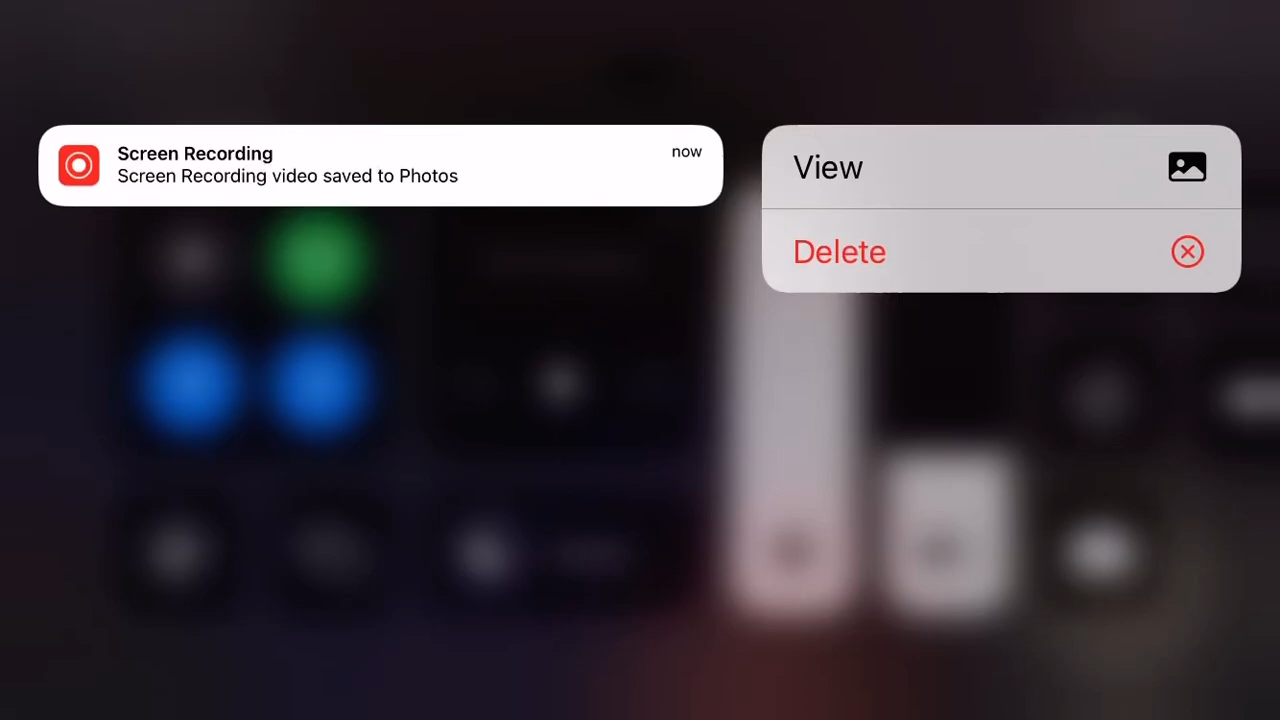 Screen Recording
now
Screen Recording video saved to Photos
View
Delete